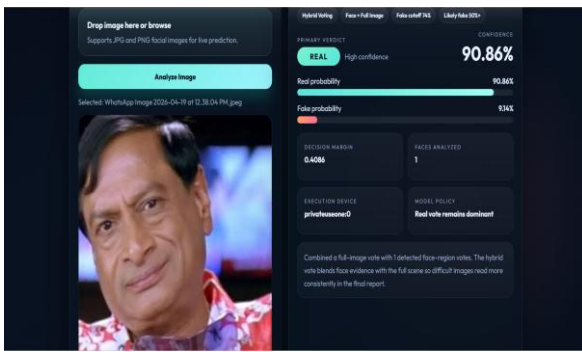 Drop image here or browse
Supports JPG and PNG facial images for live prediction.
Analyze Image
Selected: WhatsApp Image 2026-04-19 at 12.38.04 PM.jpeg
Hybrid Voting Face + Full Image Fake cutoff 74% Likely fake 50%+
PRIMARY VERDICT
REAL High confidence
CONFIDENCE
90.86%
Real probability 90.86%
Fake probability 9.14%
DECISION MARGIN
0.4086
FACES ANALYZED
1
EXECUTION DEVICE
privateuseone:0
MODEL POLICY
Real vote remains dominant
Combined a full-image vote with 1 detected face-region votes. The hybrid
vote blends face evidence with the full scene so difficult images read more
consistently in the final report.